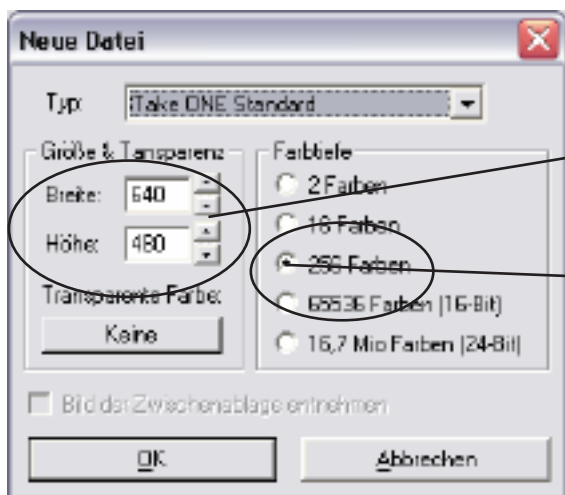 Neue Datei
Typ: Take ONE Standard
Größe & Tansparenz
Breite: 640
Höhe: 480
Transparente Farbe:
Keine
Farbtiefe
2 Farben
16 Farben
256 Farben
65536 Farben (16-Bit)
16,7 Mio Farben (24-Bit)
Bild der Zwischenablage entnehmen
OK
Abbrechen